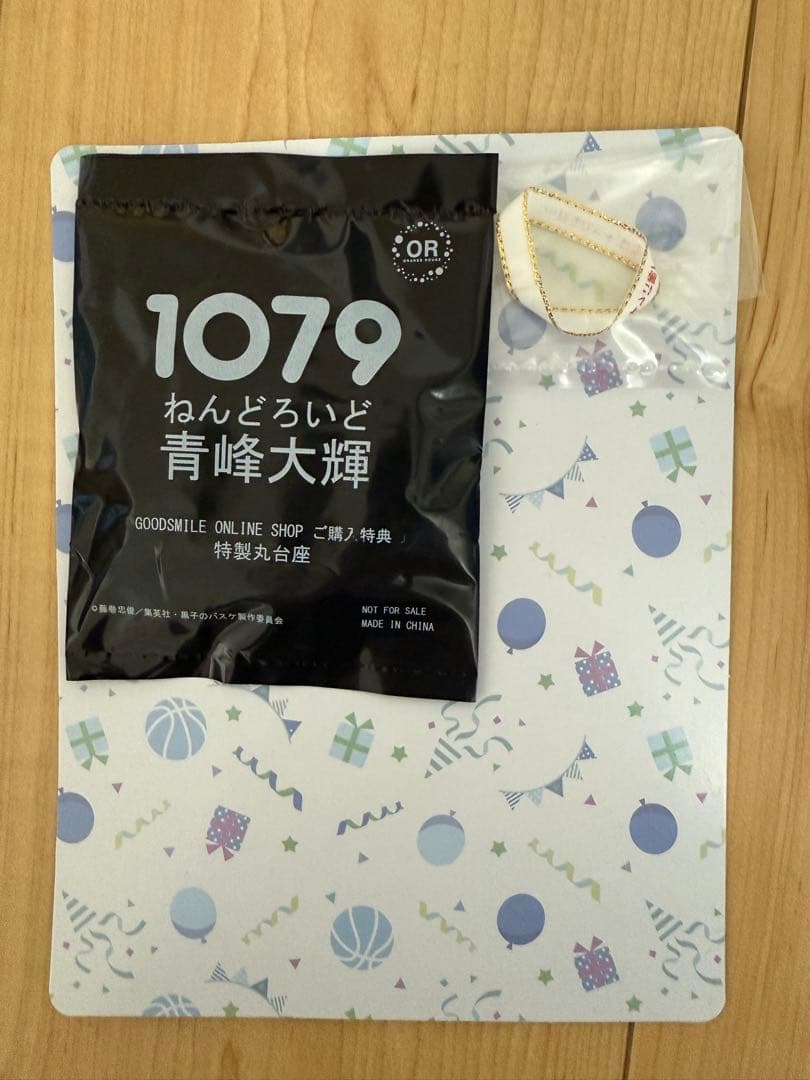 OR
ORANGE ROUGE
1079
ねんどろいど
青峰大輝
GOODSMILE ONLINE SHOP ご購入特典」
特製丸台座
©藤巻忠俊/集英社・黒子のバスケ製作委員会
NOT FOR SALE
MADE IN CHINA